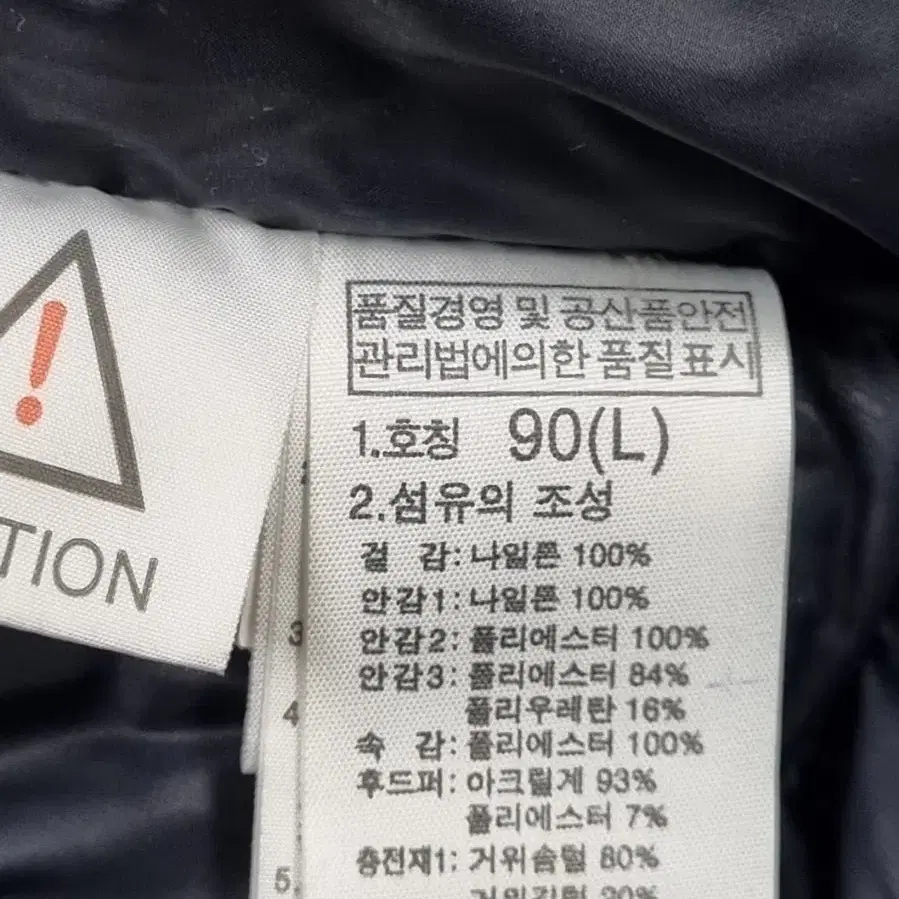 품질경영 및 공산품안전
관리법에의한 품질표시
1.호칭 90(L)
2.섬유의 조성
겉 감: 나일론 100%
안감1: 나일론 100%
안감2: 폴리에스터 100%
안감3: 폴리에스터 84%
폴리우레탄 16%
속 감: 폴리에스터 100%
후드퍼: 아크릴계 93%
폴리에스터 7%
충전재1: 거위솜털 80%
거위깃털 20%
!
TION
3
4
5.